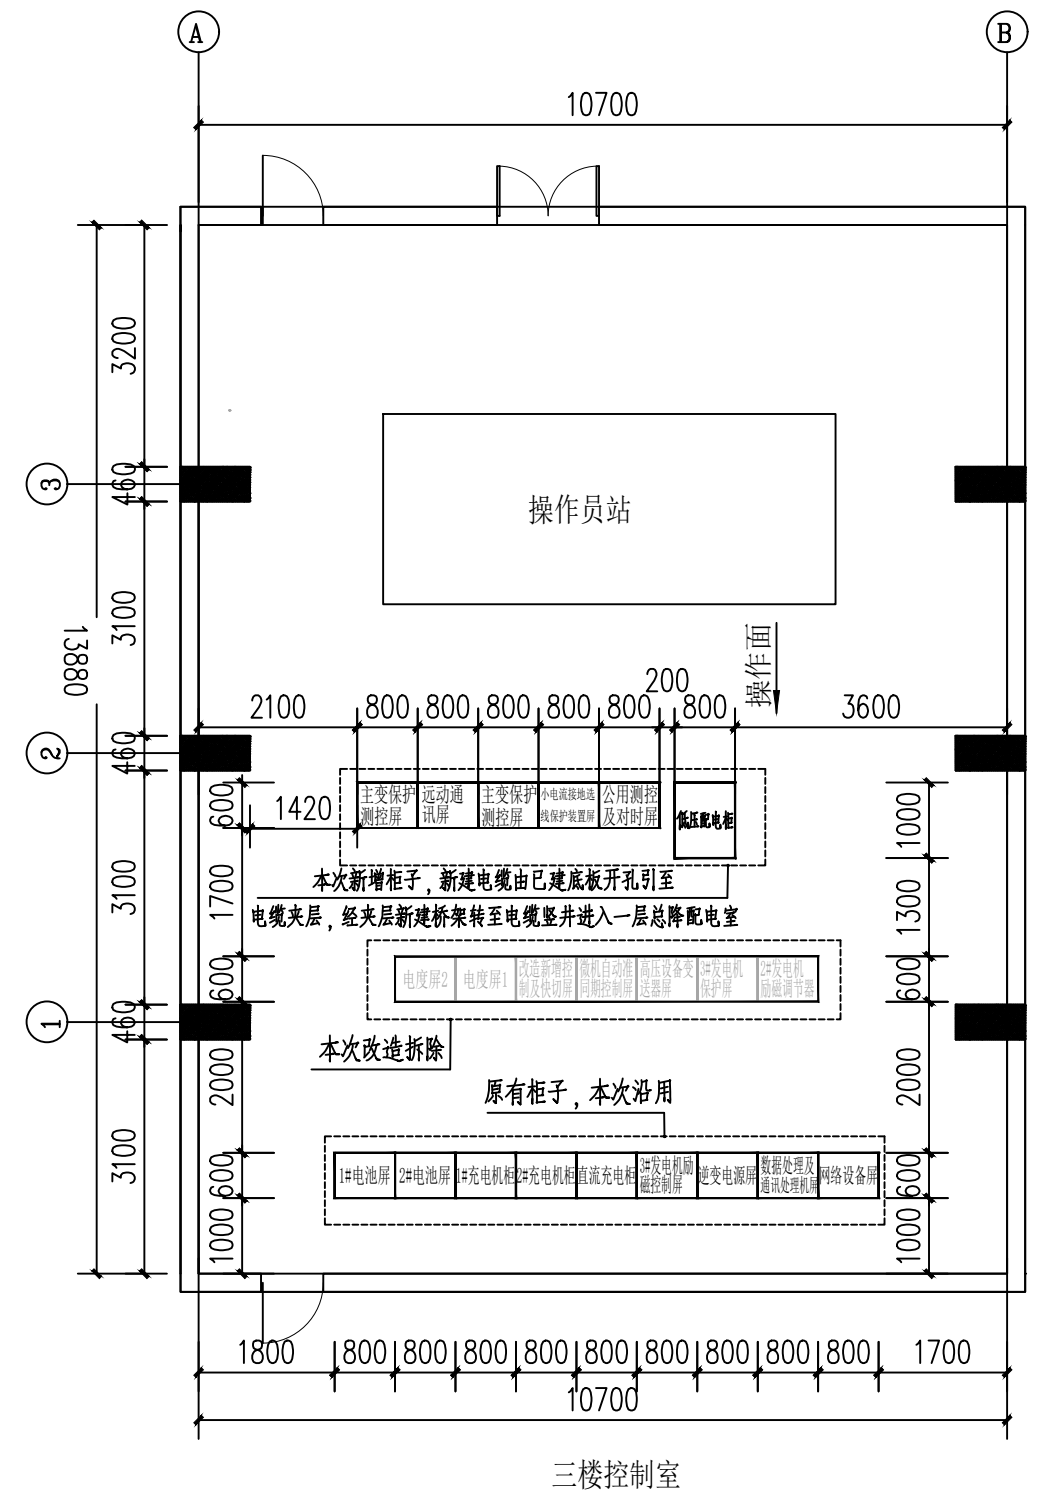 A
B
10700
3200
460
3
操作员站
3100
13880
操作面
200
2100
800
800
800
800
800
800
3600
2
460
600
1420
主变保护
测控屏
远动通
讯屏
主变保护
测控屏
小电流接地选
线保护装置屏
公用测控
及对时屏
低压配电柜
1000
3100
1700
本次新增柜子，新建电缆由已建底板开孔引至
电缆夹层，经夹层新建桥架转至电缆竖井进入一层总降配电室
1300
600
电度屏2
电度屏1
改造新增控
制及快切屏
微机自动准
同期控制屏
高压设备变
送器屏
3#发电机
保护屏
2#发电机
励磁调节器
600
1
460
本次改造拆除
2000
2000
原有柜子，本次沿用
3100
600
1#电池屏
2#电池屏
1#充电机柜
2#充电机柜
直流充电柜
3#发电机励
磁控制屏
逆变电源屏
数据处理及
通讯处理机屏
网络设备屏
600
1000
1000
1800
800
800
800
800
800
800
800
800
800
1700
10700
三楼控制室